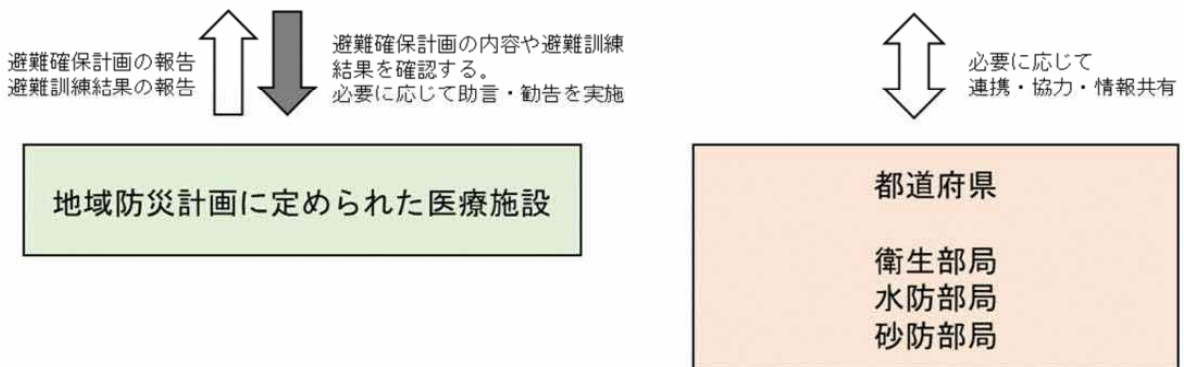 避難確保計画の報告
避難訓練結果の報告
避難確保計画の内容や避難訓練
結果を確認する。
必要に応じて助言・勧告を実施
必要に応じて
連携・協力・情報共有
地域防災計画に定められた医療施設
都道府県
衛生部局
水防部局
砂防部局